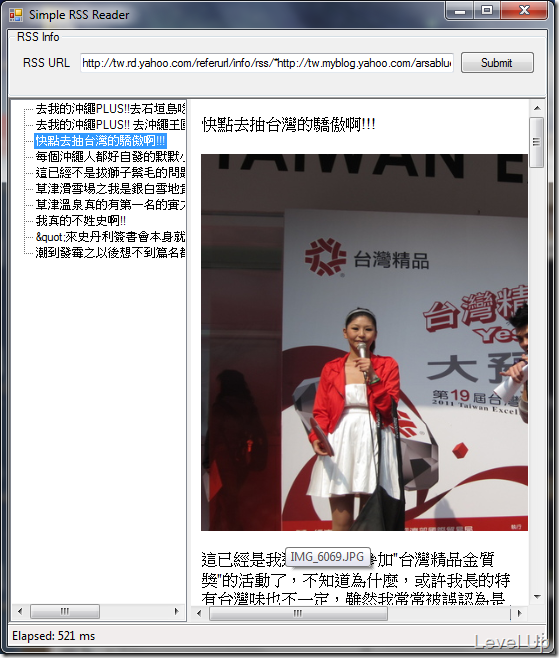 Simple RSS Reader
RSS Info
RSS URL
http://tw.rd.yahoo.com/referurl/info/rss/*http://tw.myblog.yahoo.com/arsablue
Submit
去我的沖繩PLUS!!去石垣島
去我的沖繩PLUS!! 去沖繩王
快點去抽台灣的驕傲啊!!!
每個沖繩人都好自發的默默
這已經不是拔獅子鬃毛的問
草津滑雪場之我是銀白雪地
草津溫泉真的有第一名的
我真的不姓史啊!!
&quot;來史丹利簽書會本身就
潮到發霉之以後想不到篇名
快點去抽台灣的驕傲啊!!!
TAIWAN EX
台灣精品
台灣精
Yes
大預
第19屆台灣
2011 Taiwan Excel
執行
IMG_6069.JPG
這已經是我 參加"台灣精品金質
獎"的活動了，不知道為什麼，或許我長的特
有台灣味也不一定，雖然我常常被誤認為是
Elapsed: 521 ms
Level Up